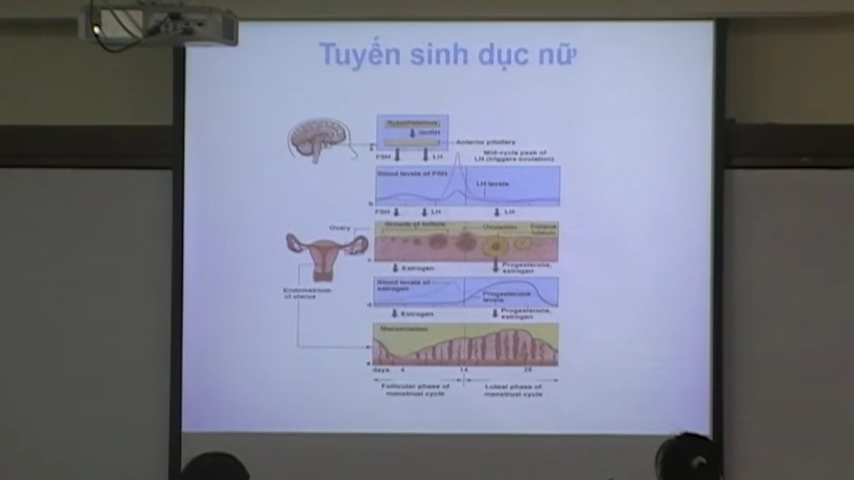 Tuyến sinh dục nữ
Hypothalamus
GnRH
Anterior pituitary
FSH
LH
Mid-cycle peak of
LH (triggers ovulation)
Blood levels of FSH
LH levels
FSH
LH
LH
Ovary
Growth of follicle
Ovulation
Corpus
luteum
Estrogen
Progesterone,
estrogen
Endometrium
of uterus
Blood levels of
estrogen
Progesterone
levels
Estrogen
Progesterone,
estrogen
Menstruation
days
4
14
28
Follicular phase of
menstrual cycle
Luteal phase of
menstrual cycle